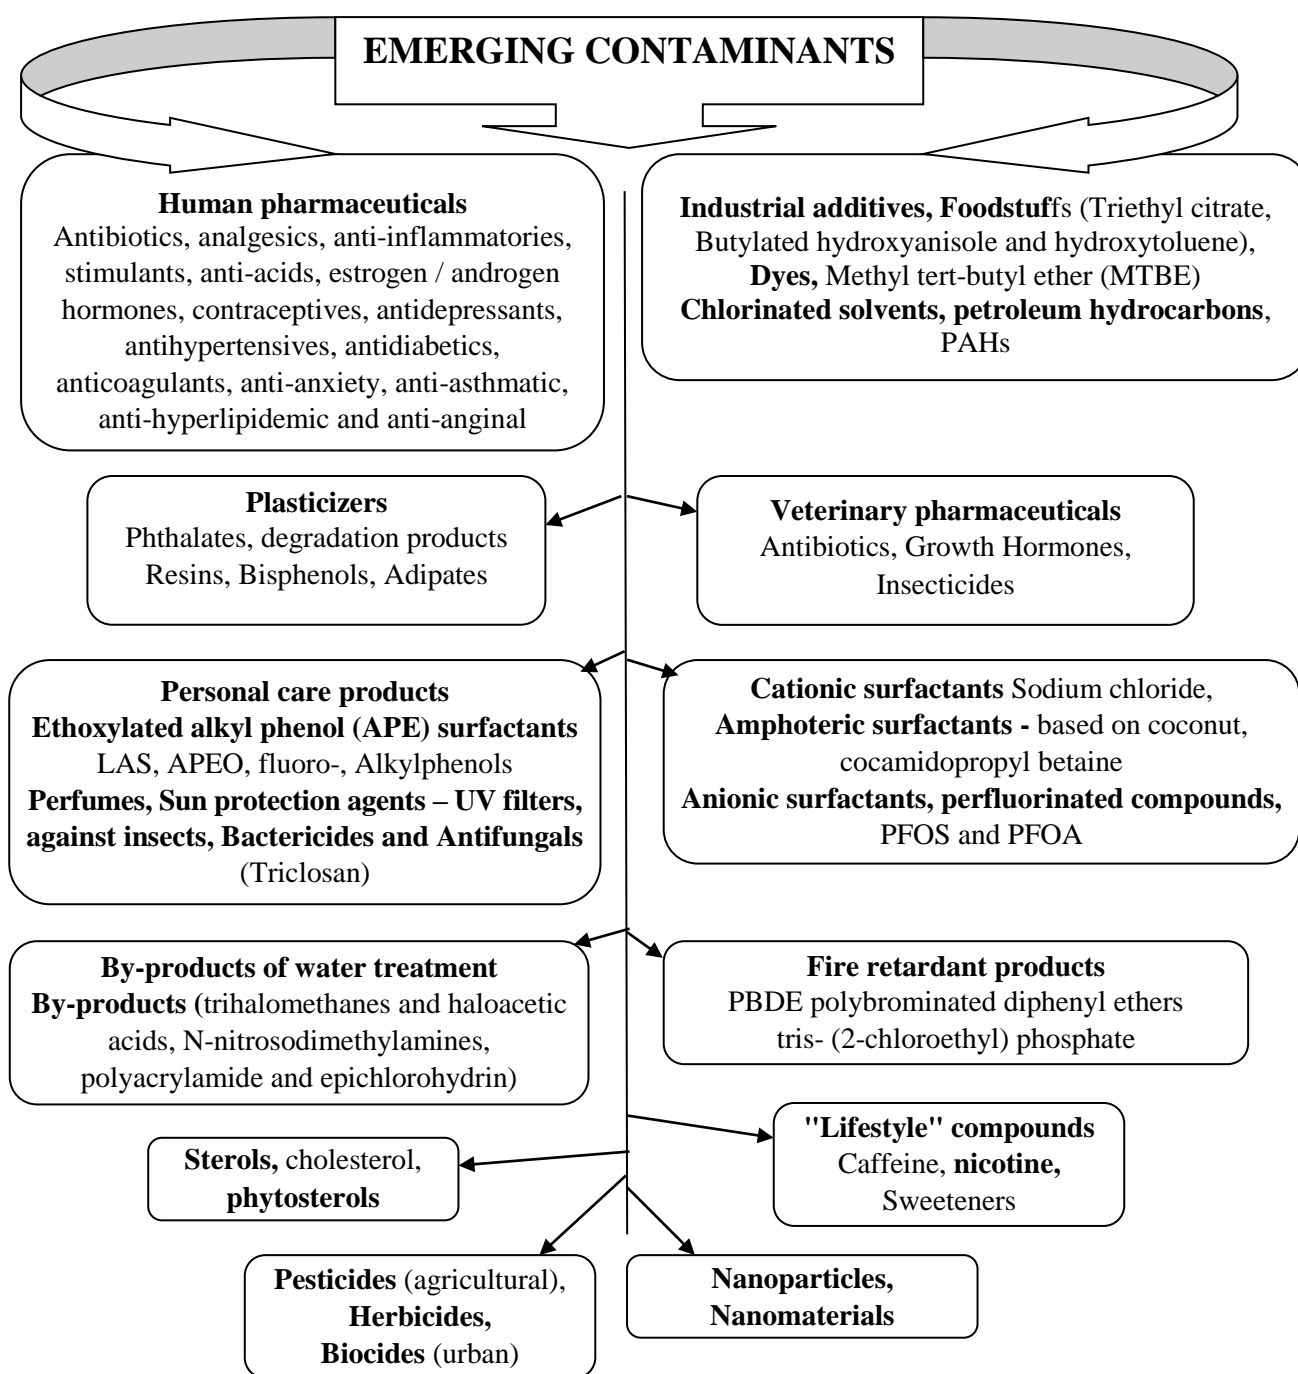 EMERGING CONTAMINANTS
Human pharmaceuticals
Antibiotics, analgesics, anti-inflammatories,
stimulants, anti-acids, estrogen / androgen
hormones, contraceptives, antidepressants,
antihypertensives, antidiabetics,
anticoagulants, anti-anxiety, anti-asthmatic,
anti-hyperlipidemic and anti-anginal
Industrial additives, Foodstuffs (Triethyl citrate,
Butylated hydroxyanisole and hydroxytoluene),
Dyes, Methyl tert-butyl ether (MTBE)
Chlorinated solvents, petroleum hydrocarbons,
PAHs
Plasticizers
Phthalates, degradation products
Resins, Bisphenols, Adipates
Veterinary pharmaceuticals
Antibiotics, Growth Hormones,
Insecticides
Personal care products
Ethoxylated alkyl phenol (APE) surfactants
LAS, APEO, fluoro-, Alkylphenols
Perfumes, Sun protection agents – UV filters,
against insects, Bactericides and Antifungals
(Triclosan)
Cationic surfactants Sodium chloride,
Amphoteric surfactants - based on coconut,
cocamidopropyl betaine
Anionic surfactants, perfluorinated compounds,
PFOS and PFOA
By-products of water treatment
By-products (trihalomethanes and haloacetic
acids, N-nitrosodimethylamines,
polyacrylamide and epichlorohydrin)
Fire retardant products
PBDE polybrominated diphenyl ethers
tris- (2-chloroethyl) phosphate
Sterols, cholesterol,
phytosterols
"Lifestyle" compounds
Caffeine, nicotine,
Sweeteners
Pesticides (agricultural),
Herbicides,
Biocides (urban)
Nanoparticles,
Nanomaterials